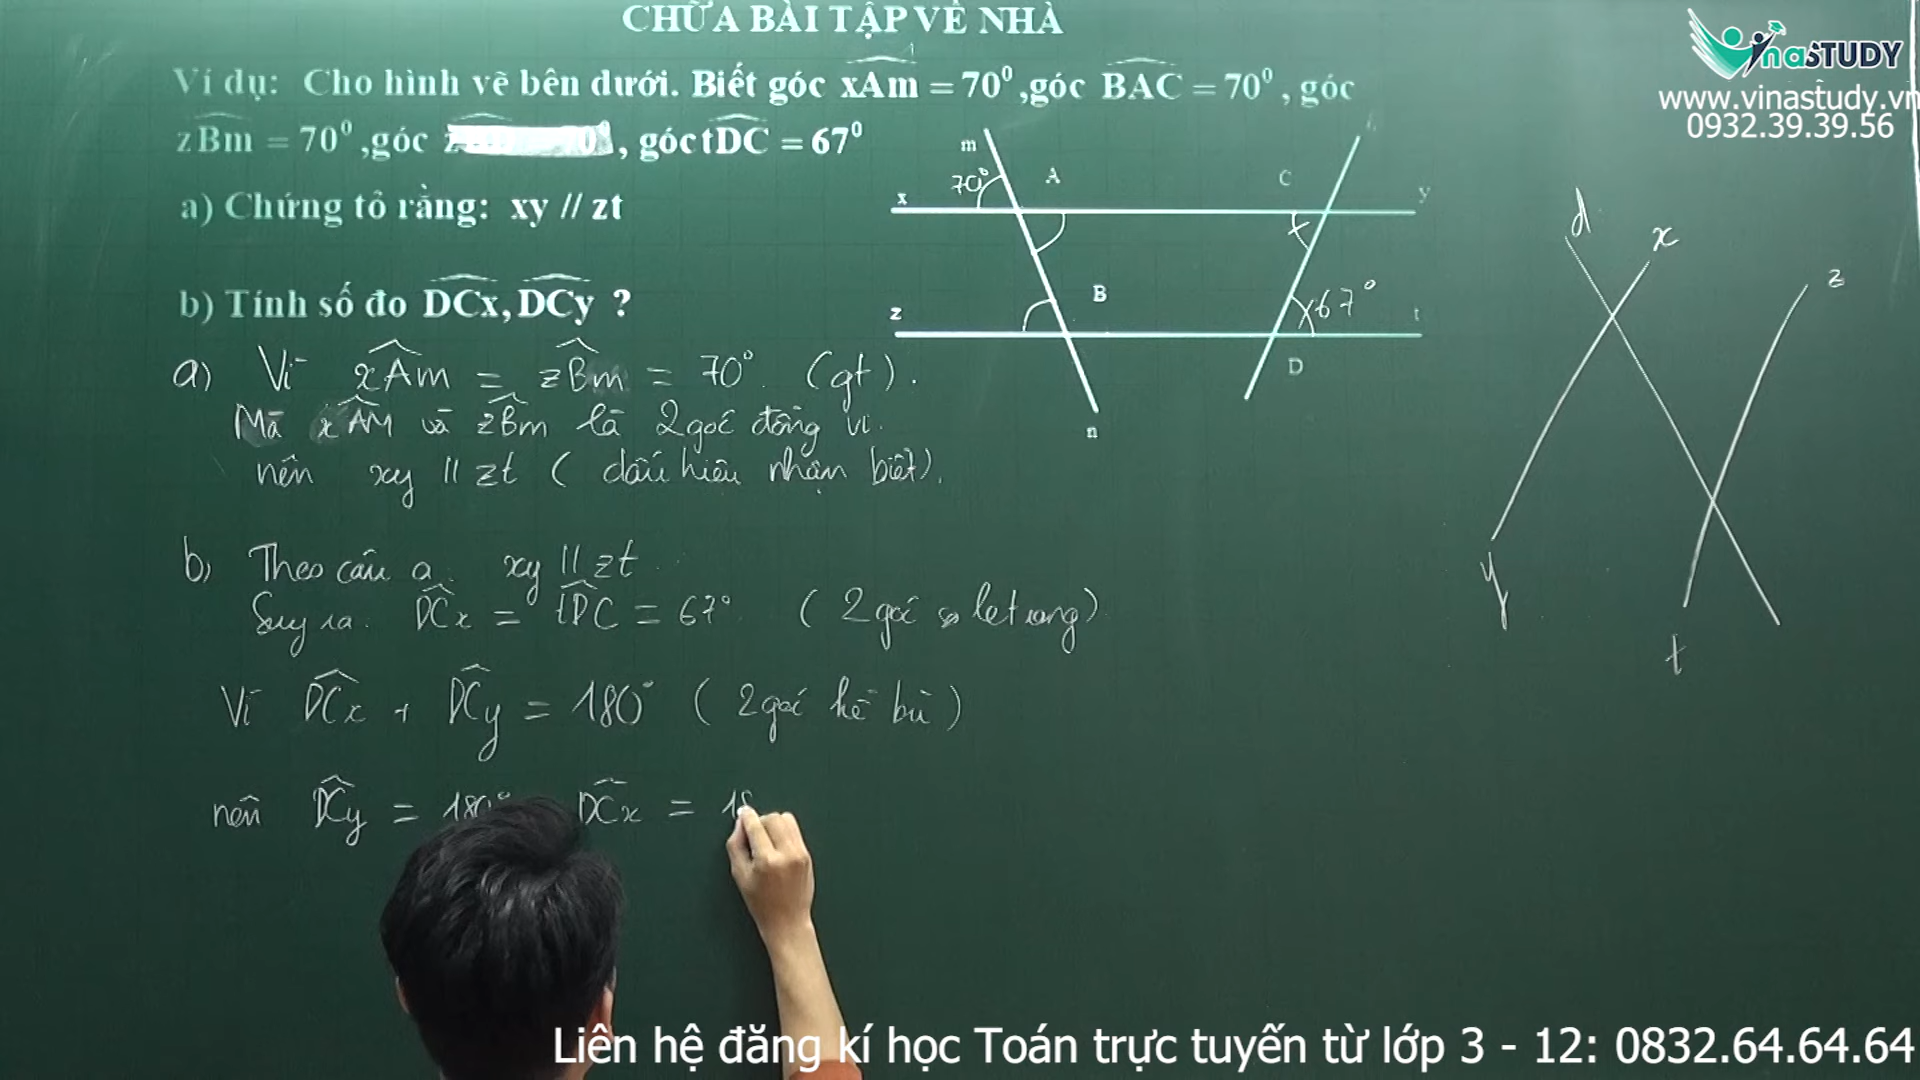 CHỮA BÀI TẬP VỀ NHÀ
Ví dụ: Cho hình vẽ bên dưới. Biết góc xAm = 70⁰ ,góc BAC = 70⁰ , góc
zBm = 70⁰ ,góc , góc tDC = 67⁰
a) Chứng tỏ rằng: xy // zt
b) Tính số đo DCx, DCy ?
a) Vì xAm = zBm = 70° (gt).
Mà xAM và zBm là 2 góc đồng vị.
nên xy // zt ( dấu hiệu nhận biết).
b) Theo câu a xy // zt
Suy ra DCx = tDC = 67° ( 2 góc so le trong)
Vì DCx + DCy = 180° ( 2 góc kề bù )
nên DCy = 180° DCx = 18
m
70°
A
C
x
y
B
z
67°
t
D
n
d
x
z
y
t
VinaSTUDY
www.vinastudy.vn
0932.39.39.56
Liên hệ đăng kí học Toán trực tuyến từ lớp 3 - 12: 0832.64.64.64